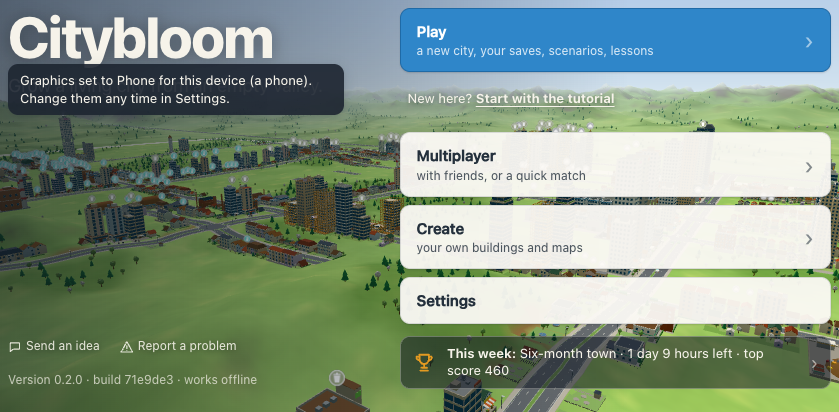 Citybloom
Graphics set to Phone for this device (a phone).
Change them any time in Settings.
Play
a new city, your saves, scenarios, lessons
New here? Start with the tutorial
Multiplayer
with friends, or a quick match
Create
your own buildings and maps
Settings
This week: Six-month town · 1 day 9 hours left · top
score 460
Send an idea
Report a problem
Version 0.2.0 · build 71e9de3 · works offline